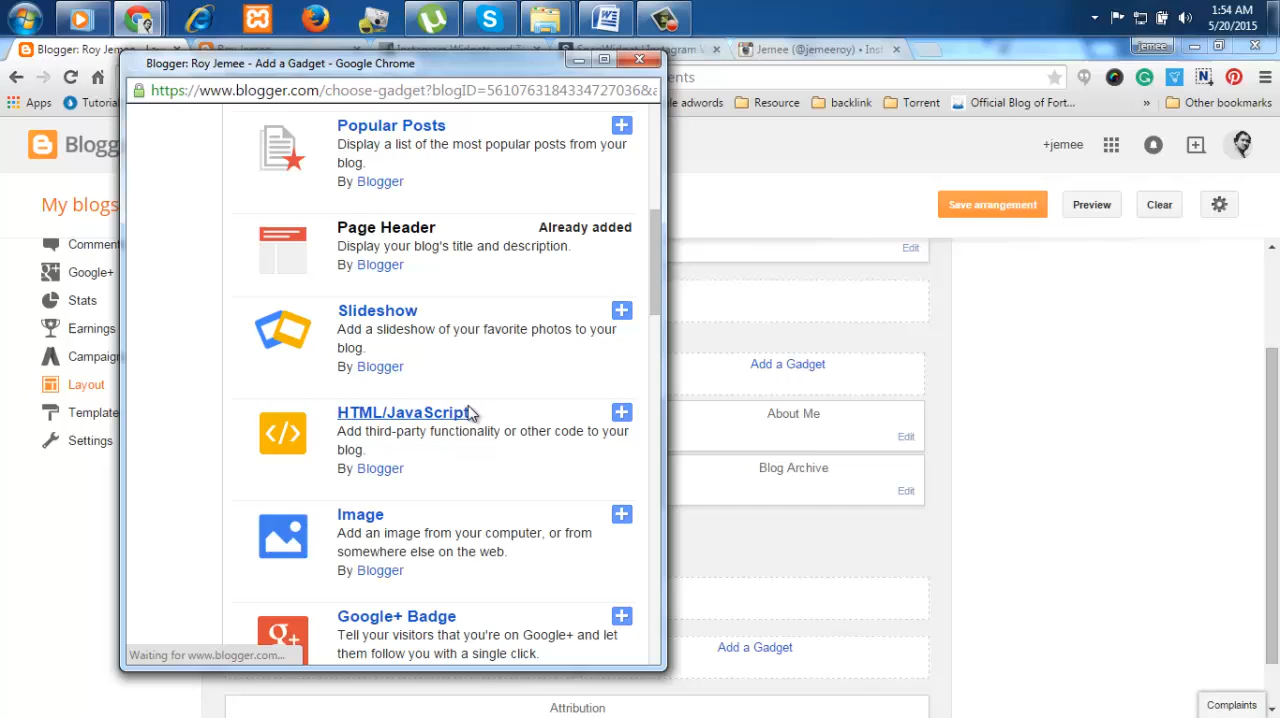 1:54 AM
5/20/2015
Blogger: Roy Jemee - Add a Gadget - Google Chrome
Jemee (@jemeeroy) • Inst
Jemee
https://www.blogger.com/choose-gadget?blogID=5610763184334727036&a
ents
Apps
Tutorial
le adwords
Resource
backlink
Torrent
Official Blog of Fort...
»
Other bookmarks
Blogg
+jemee
My blogs
Save arrangement
Preview
Clear
Comment
Google+
Stats
Earnings
Campaign
Layout
Template
Settings
Popular Posts
Display a list of the most popular posts from your
blog.
By Blogger
Page Header
Already added
Display your blog's title and description.
By Blogger
Slideshow
Add a slideshow of your favorite photos to your
blog.
By Blogger
HTML/JavaScript
Add third-party functionality or other code to your
blog.
By Blogger
Image
Add an image from your computer, or from
somewhere else on the web.
By Blogger
Google+ Badge
Tell your visitors that you're on Google+ and let
them follow you with a single click.
Waiting for www.blogger.com...
Edit
Add a Gadget
About Me
Edit
Blog Archive
Edit
Add a Gadget
Attribution
Complaints